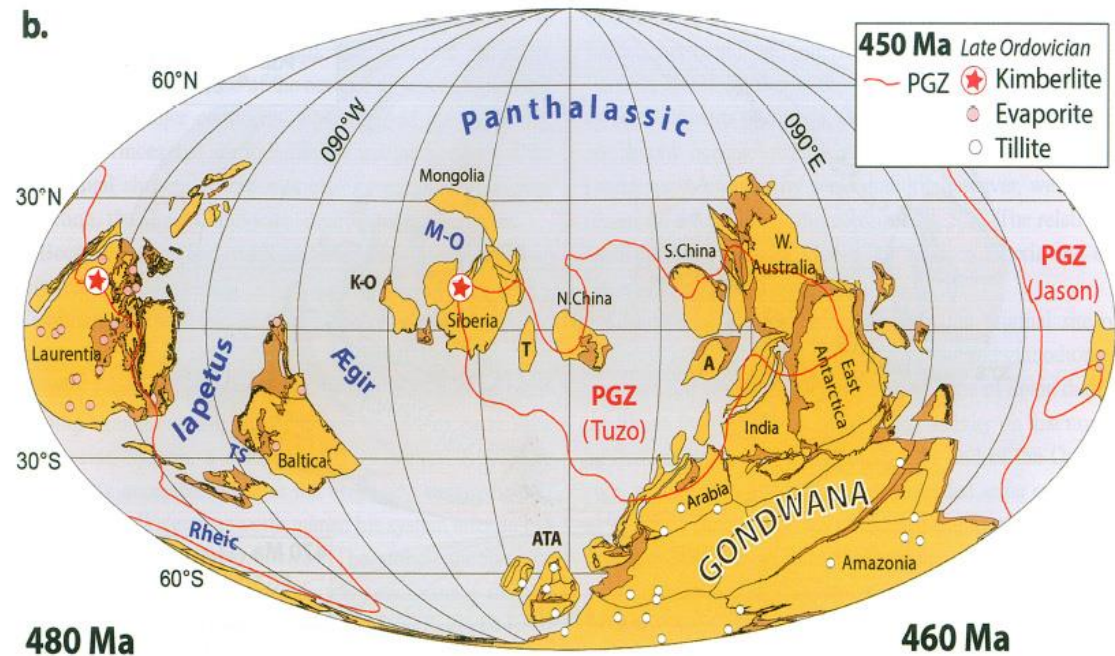 b.
450 Ma Late Ordovician
PGZ
Kimberlite
Evaporite
Tillite
60°N
090°W
Panthalassic
090°E
30°N
Mongolia
M-O
S.China
W.
Australia
PGZ
(Jason)
K-O
Siberia
N.China
Laurentia
T
A
East
Antarctica
Iapetus
Ægir
PGZ
(Tuzo)
India
30°S
TS
Baltica
Arabia
GONDWANA
Rheic
ATA
Amazonia
60°S
480 Ma
460 Ma